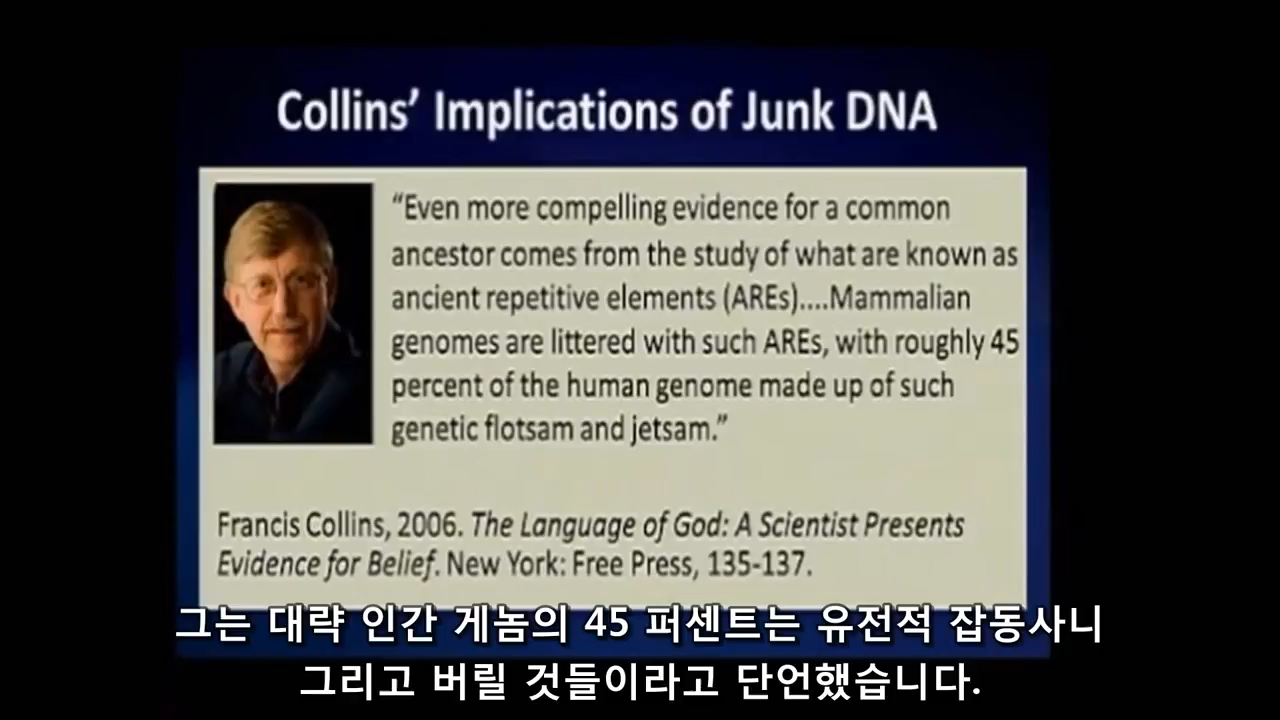 Collins’ Implications of Junk DNA
“Even more compelling evidence for a common
ancestor comes from the study of what are known as
ancient repetitive elements (AREs)....Mammalian
genomes are littered with such AREs, with roughly 45
percent of the human genome made up of such
genetic flotsam and jetsam.”
Francis Collins, 2006. The Language of God: A Scientist Presents
Evidence for Belief. New York: Free Press, 135-137.
그는 대략 인간 게놈의 45 퍼센트는 유전적 잡동사니
그리고 버릴 것들이라고 단언했습니다.